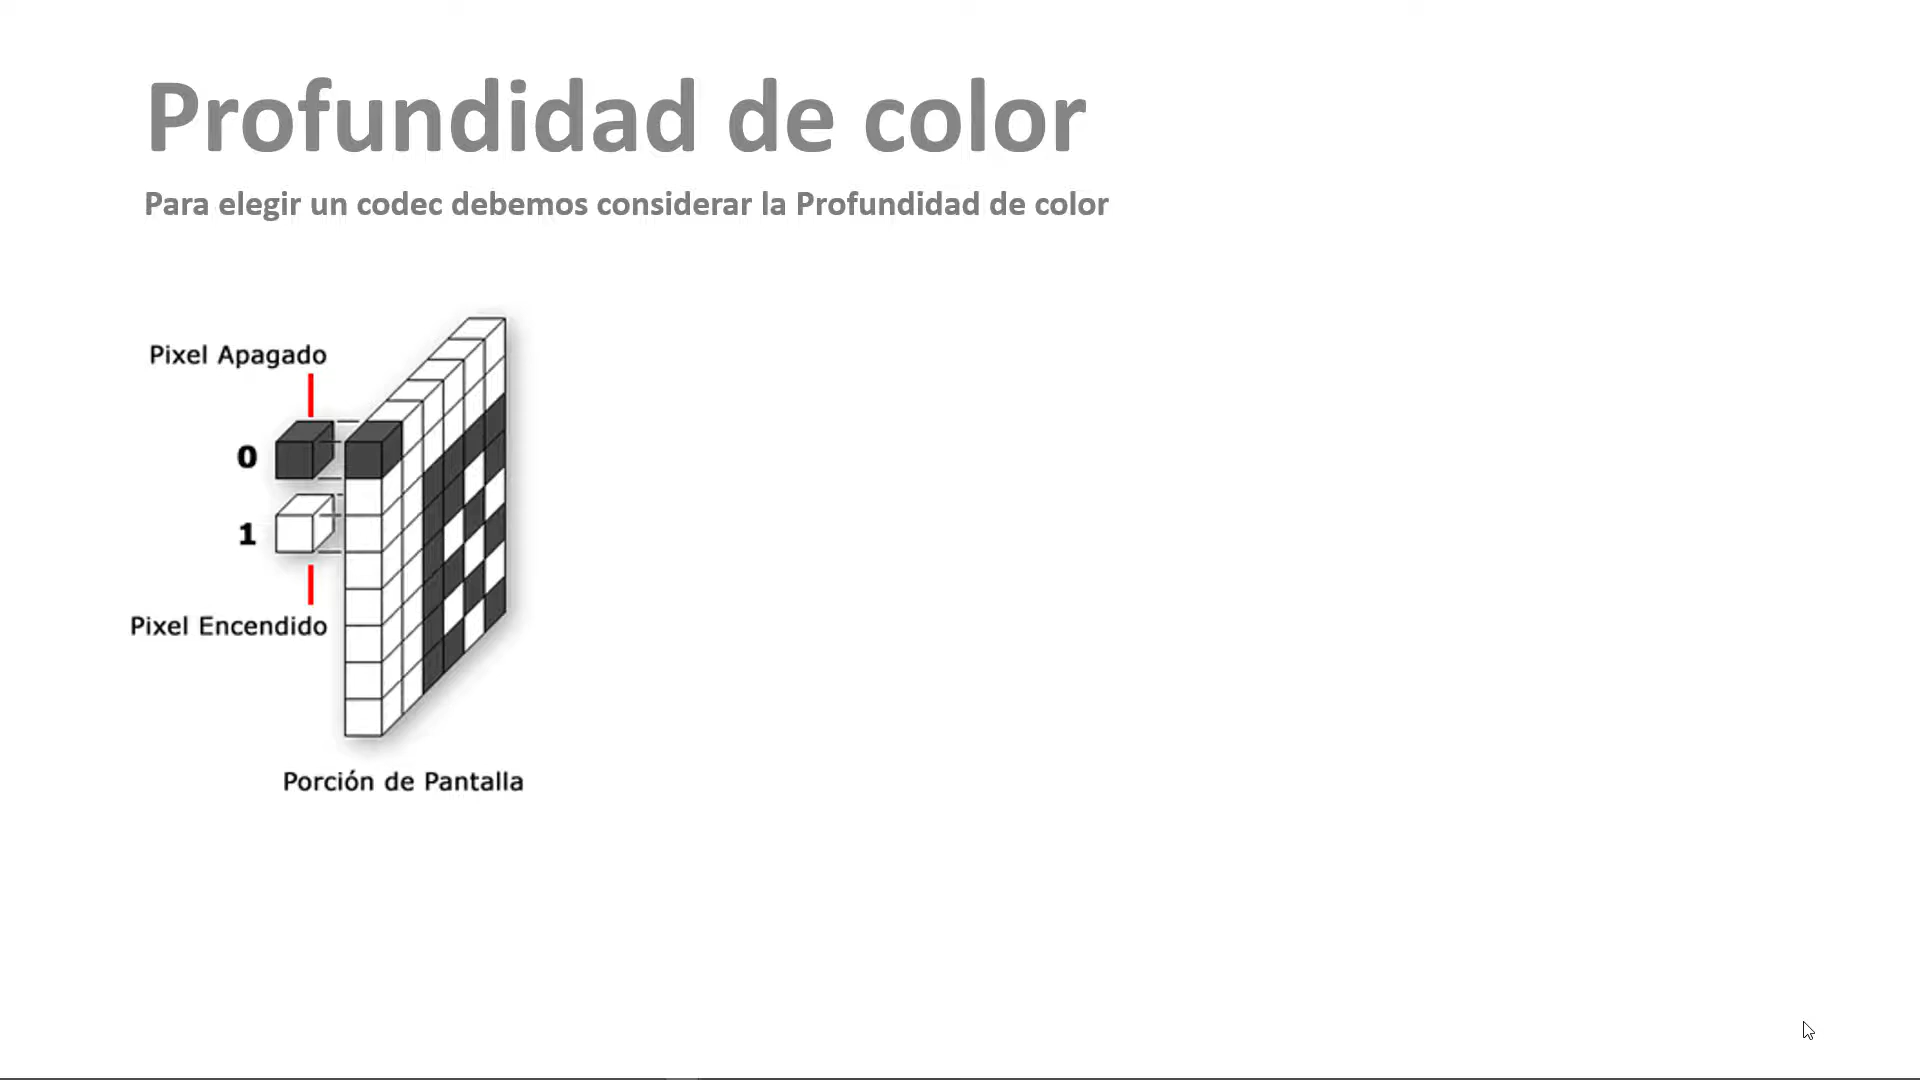 Profundidad de color
Para elegir un codec debemos considerar la Profundidad de color
Pixel Apagado
0
1
Pixel Encendido
Porción de Pantalla